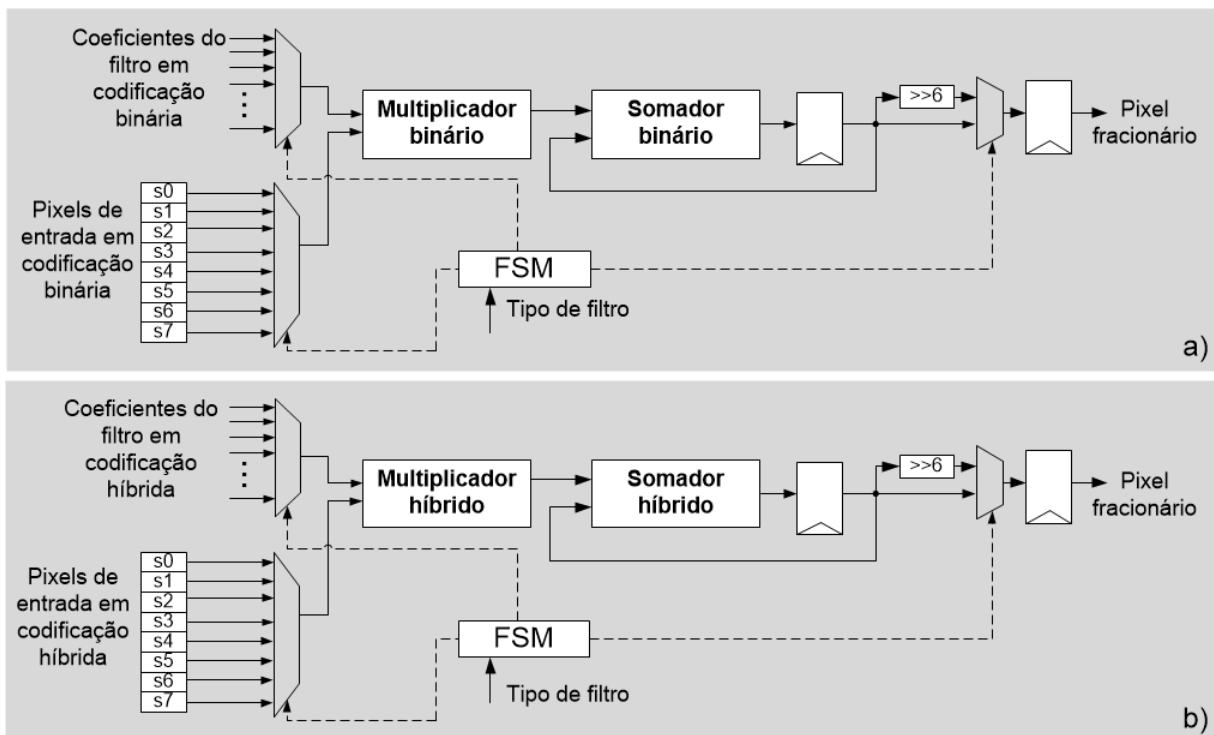 Coeficientes do
filtro em
codificação
binária
Multiplicador
binário
Somador
binário
>>6
Pixel
fracionário
Pixels de
entrada em
codificação
binária
s0
s1
s2
s3
s4
s5
s6
s7
FSM
Tipo de filtro
a)
Coeficientes do
filtro em
codificação
híbrida
Multiplicador
híbrido
Somador
híbrido
>>6
Pixel
fracionário
Pixels de
entrada em
codificação
híbrida
s0
s1
s2
s3
s4
s5
s6
s7
FSM
Tipo de filtro
b)